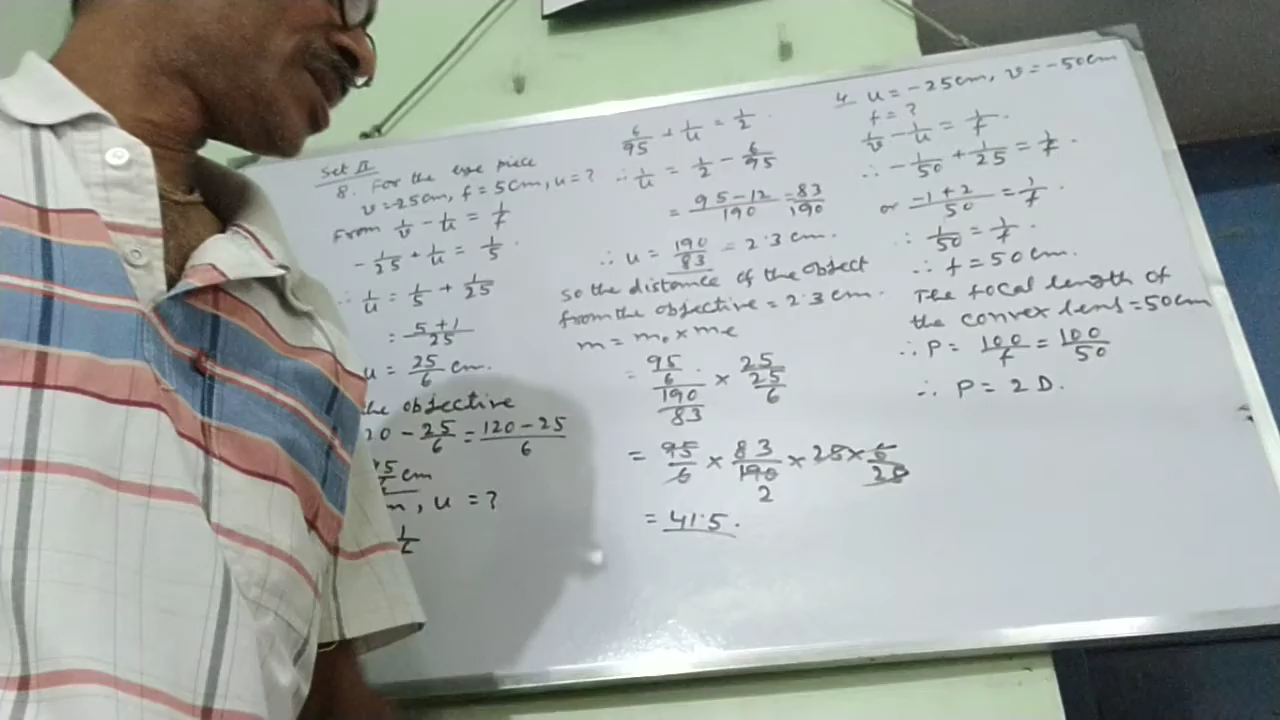 Set II
8. For the eye piece
v=-25cm, f=5cm, u=?
From 1/v - 1/u = 1/f
-1/25 + 1/u = 1/5
∴ 1/u = 1/5 + 1/25
= 5+1/25
u = 25/6 cm.
the objective
20 - 25/6 = 120-25/6
cm
, u = ?
6/95 + 1/u = 1/2
∴ 1/u = 1/2 - 6/95
= 95-12/190 = 83/190
∴ u = 190/83 = 2.3 cm.
so the distance of the object
from the objective = 2.3 cm.
m = mo × me
= 95/6 / 190/83 × 25 / 25/6
= 95/6 × 83/190 × 25 × 6/25
2
= 41.5.
4. u = -25cm, v = -50cm
f = ?
1/v - 1/u = 1/f
∴ -1/50 + 1/25 = 1/f.
or -1+2/50 = 1/f
∴ 1/50 = 1/f.
∴ f = 50 cm.
The focal length of
the convex lens = 50cm
∴ P = 100/f = 100/50
∴ P = 2 D.